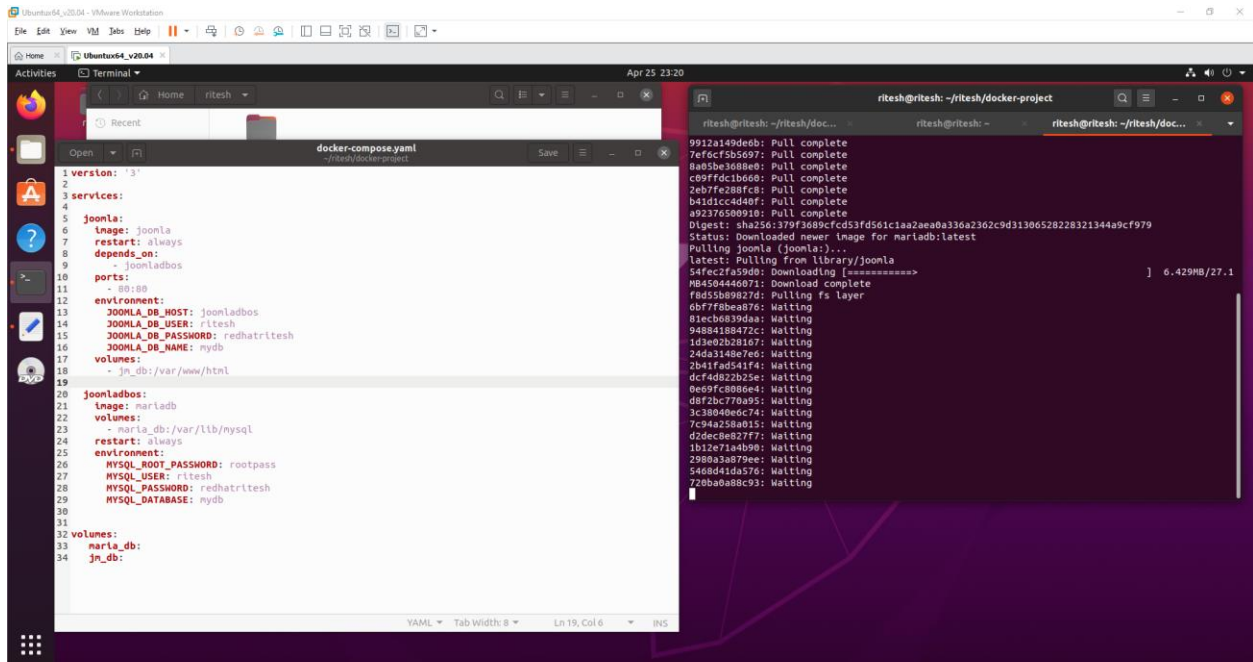 Ubuntux64_v20.04 - VMware Workstation
File Edit View VM Tabs Help
Home
Ubuntux64_v20.04
Activities
Terminal
Apr 25 23:20
Home ritesh
Recent
Open
docker-compose.yaml
~/ritesh/docker-project
Save
1 version: '3'
2
3 services:
4
5 joomla:
6 image: joomla
7 restart: always
8 depends_on:
9 - joomladbos
10 ports:
11 - 80:80
12 environment:
13 JOOMLA_DB_HOST: joomladbos
14 JOOMLA_DB_USER: ritesh
15 JOOMLA_DB_PASSWORD: redhatritesh
16 JOOMLA_DB_NAME: mydb
17 volumes:
18 - jm_db:/var/www/html
19
20 joomladbos:
21 image: mariadb
22 volumes:
23 - maria_db:/var/lib/mysql
24 restart: always
25 environment:
26 MYSQL_ROOT_PASSWORD: rootpass
27 MYSQL_USER: ritesh
28 MYSQL_PASSWORD: redhatritesh
29 MYSQL_DATABASE: mydb
30
31
32 volumes:
33 maria_db:
34 jm_db:
YAML Tab Width: 8 Ln 19, Col 6 INS
ritesh@ritesh: ~/ritesh/docker-project
ritesh@ritesh: ~/ritesh/doc...
ritesh@ritesh: ~
ritesh@ritesh: ~/ritesh/doc...
9912a149de6b: Pull complete
7ef6cf5b5697: Pull complete
8a05be3688e0: Pull complete
c09ffdc1b660: Pull complete
2eb7fe288fc8: Pull complete
b41d1cc4d40f: Pull complete
a92376500910: Pull complete
Digest: sha256:379f3689cfcd53fd561c1aa2aea0a336a2362c9d31306528228321344a9cf979
Status: Downloaded newer image for mariadb:latest
Pulling joomla (joomla:)...
latest: Pulling from library/joomla
54fec2fa59d0: Downloading [===========> ] 6.429MB/27.1
MB4504446071: Download complete
f8d55b89827d: Pulling fs layer
6bf7f8bea876: Waiting
81ecb6839daa: Waiting
94884188472c: Waiting
1d3e02b28167: Waiting
24da3148e7e6: Waiting
2b41fad541f4: Waiting
dcf4d822b25e: Waiting
0e69fc8086e4: Waiting
d8f2bc770a95: Waiting
3c38040e6c74: Waiting
7c94a258a015: Waiting
d2dec8e827f7: Waiting
1b12e71a4b90: Waiting
2980a3a879ee: Waiting
5468d41da576: Waiting
720ba0a88c93: Waiting
DVD